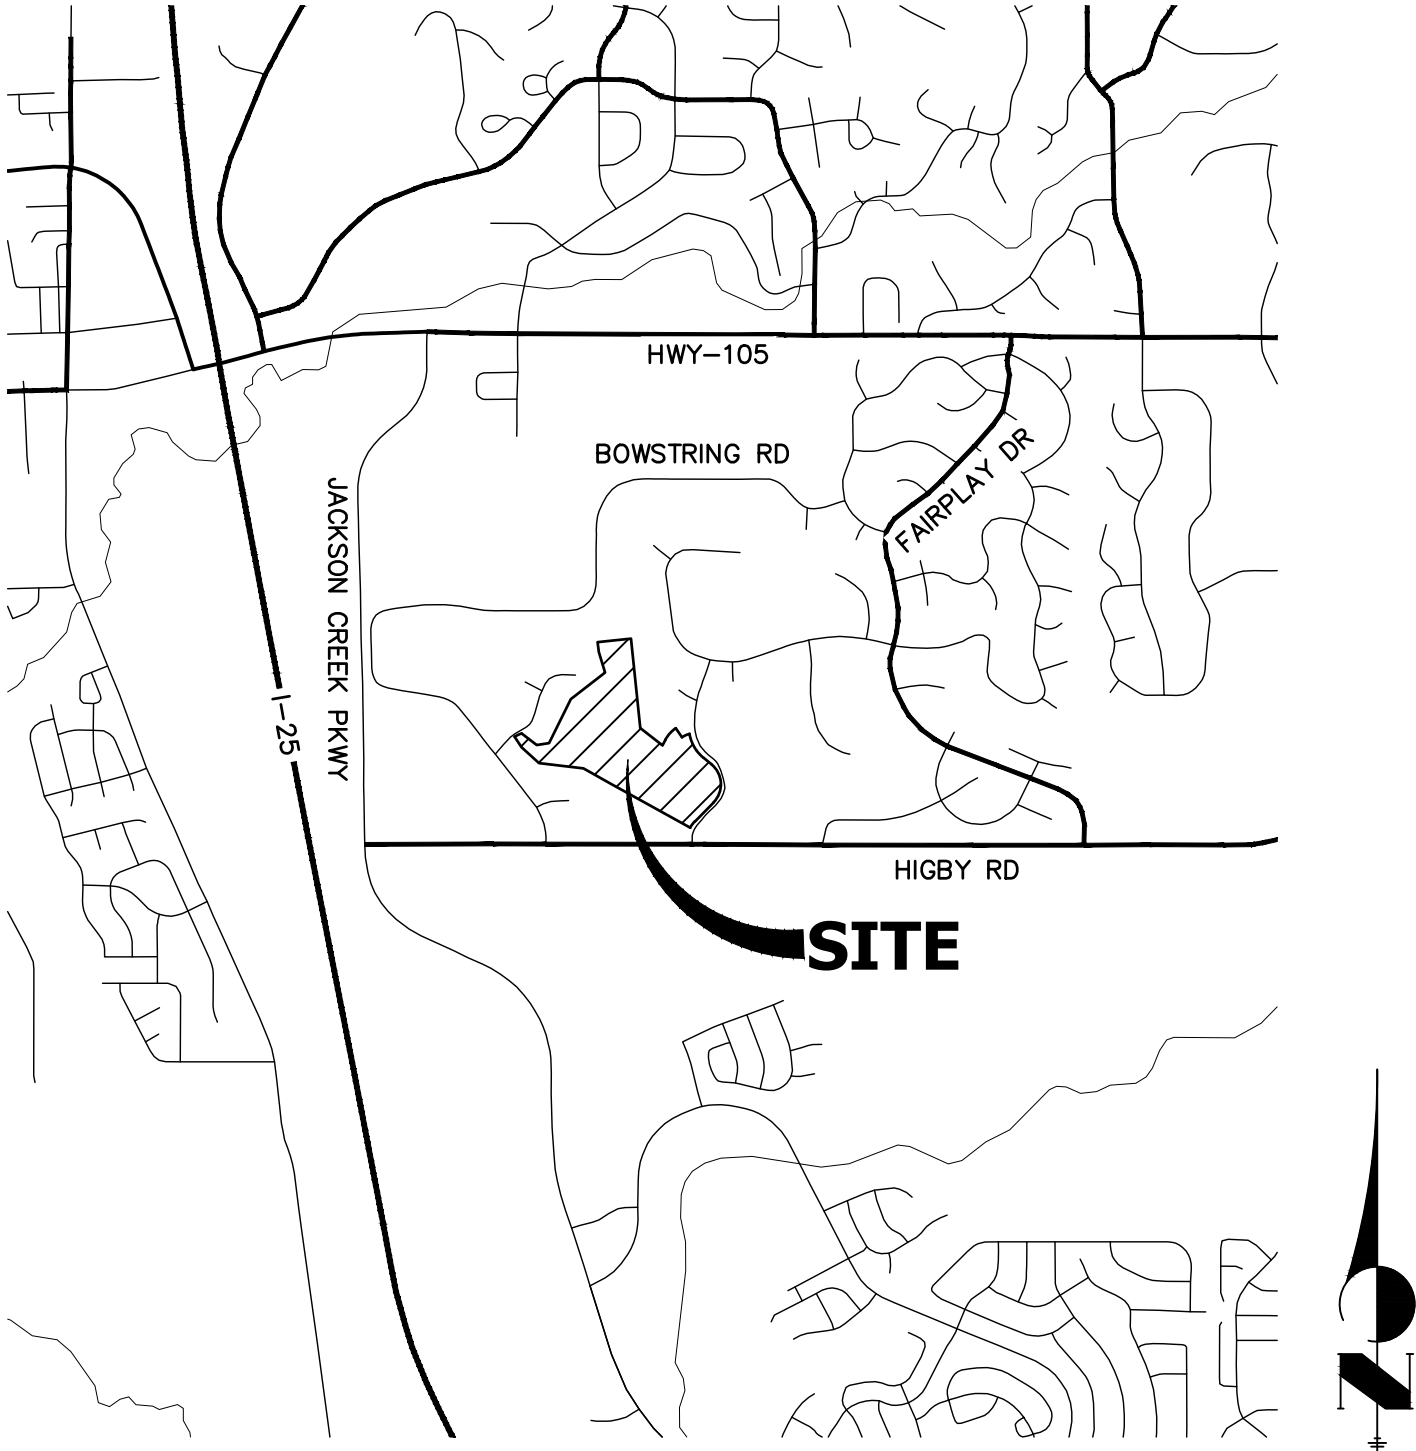 HWY-105
BOWSTRING RD
FAIRPLAY DR
JACKSON CREEK PKWY
I-25
HIGBY RD
SITE
N